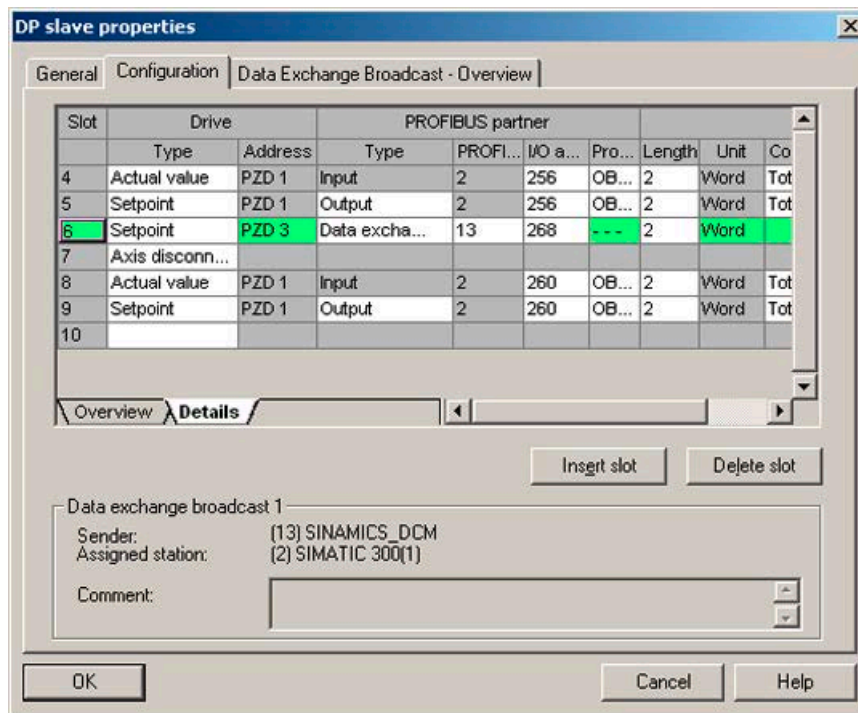 DP slave properties
General Configuration Data Exchange Broadcast - Overview
Slot Drive PROFIBUS partner
Type Address Type PROFI... I/O a... Pro... Length Unit Co
4 Actual value PZD 1 Input 2 256 OB... 2 Word Tot
5 Setpoint PZD 1 Output 2 256 OB... 2 Word Tot
6 Setpoint PZD 3 Data excha... 13 268 --- 2 Word
7 Axis disconn...
8 Actual value PZD 1 Input 2 260 OB... 2 Word Tot
9 Setpoint PZD 1 Output 2 260 OB... 2 Word Tot
10
Overview Details
Insert slot Delete slot
Data exchange broadcast 1
Sender: (13) SINAMICS_DCM
Assigned station: (2) SIMATIC 300(1)
Comment:
OK Cancel Help